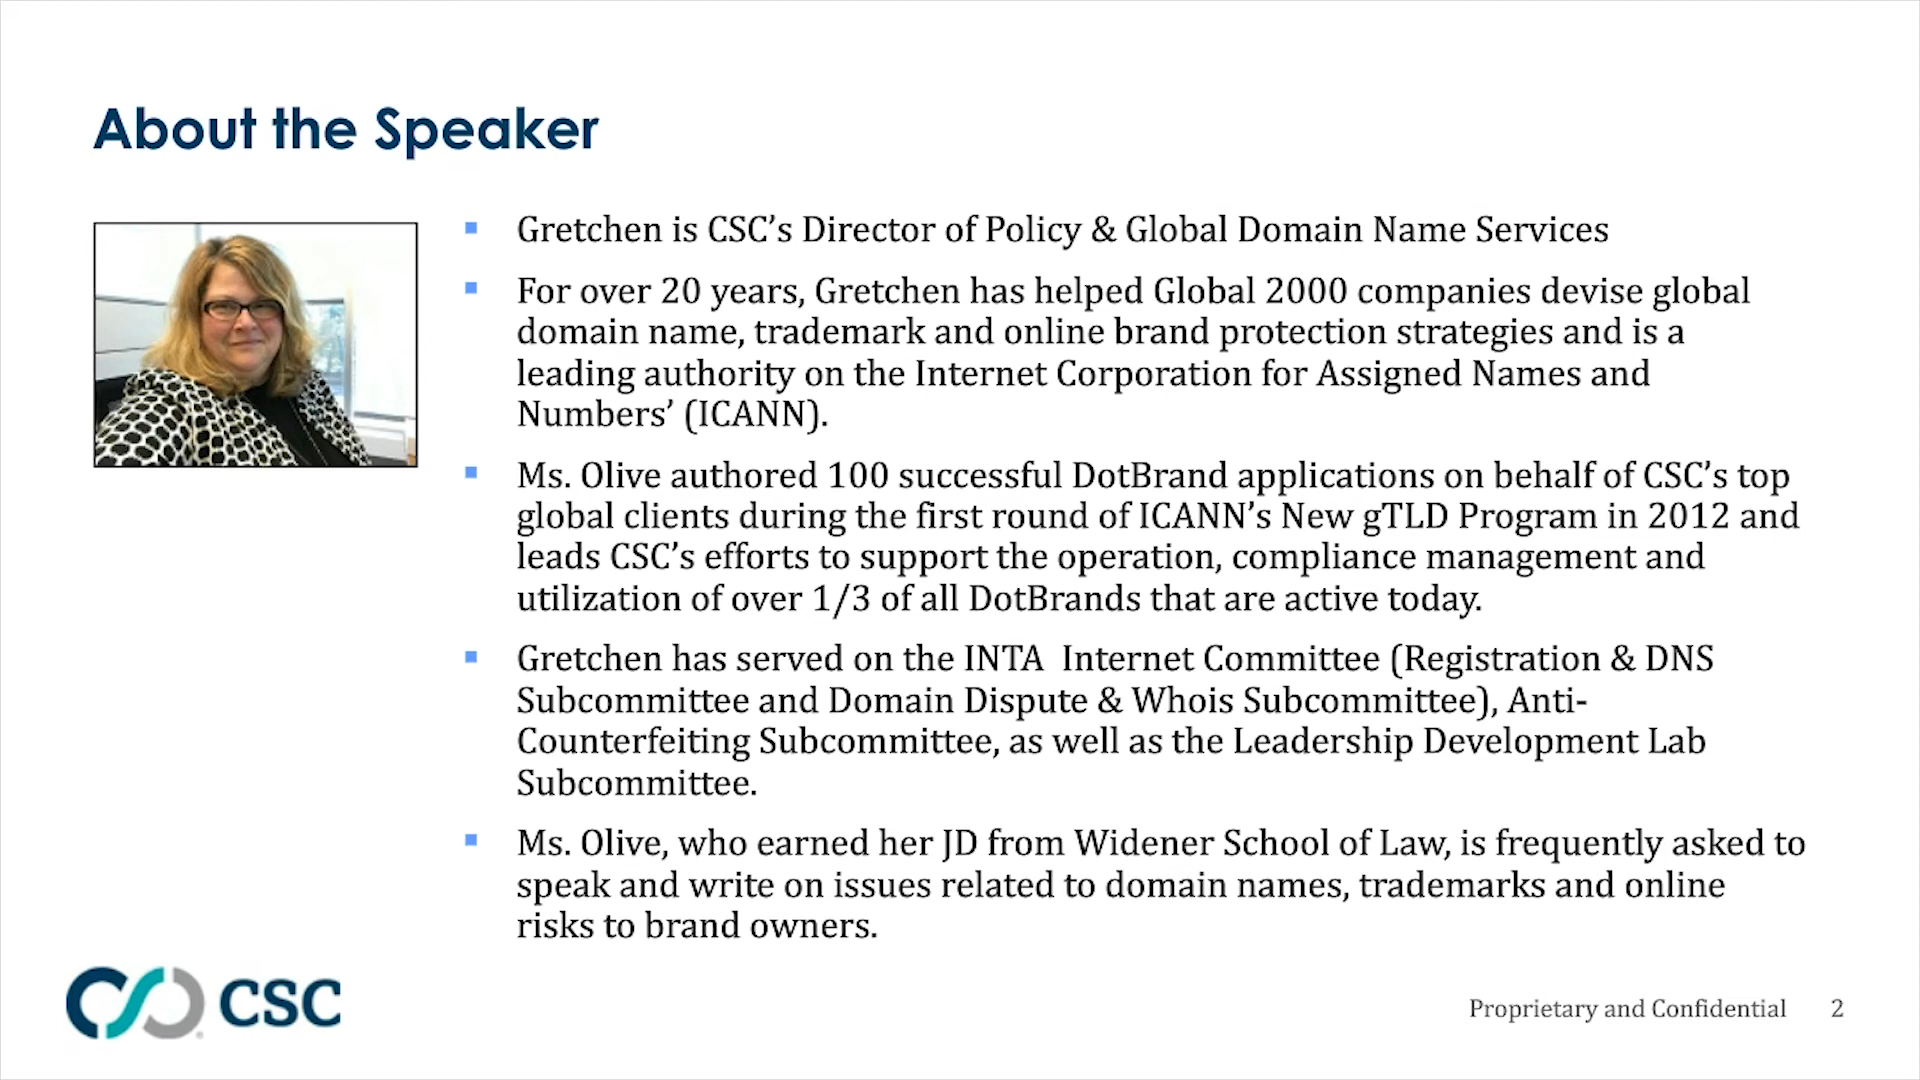 About the Speaker
Gretchen is CSC’s Director of Policy & Global Domain Name Services
For over 20 years, Gretchen has helped Global 2000 companies devise global
domain name, trademark and online brand protection strategies and is a
leading authority on the Internet Corporation for Assigned Names and
Numbers’ (ICANN).
Ms. Olive authored 100 successful DotBrand applications on behalf of CSC’s top
global clients during the first round of ICANN’s New gTLD Program in 2012 and
leads CSC’s efforts to support the operation, compliance management and
utilization of over 1/3 of all DotBrands that are active today.
Gretchen has served on the INTA  Internet Committee (Registration & DNS
Subcommittee and Domain Dispute & Whois Subcommittee), Anti-
Counterfeiting Subcommittee, as well as the Leadership Development Lab
Subcommittee.
Ms. Olive, who earned her JD from Widener School of Law, is frequently asked to
speak and write on issues related to domain names, trademarks and online
risks to brand owners.
CSC
Proprietary and Confidential 2